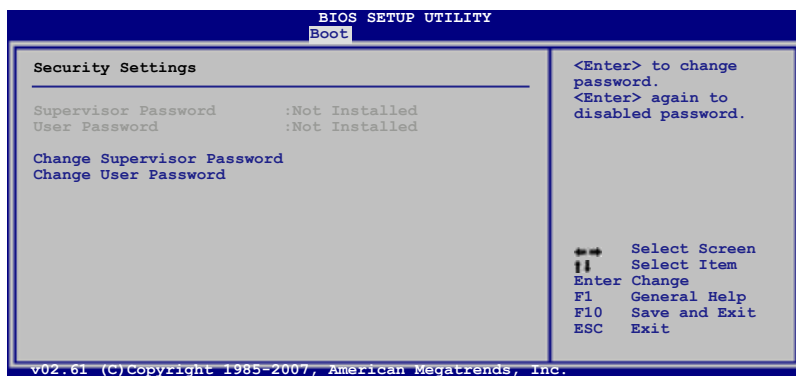 BIOS SETUP UTILITY
Boot
Security Settings
Supervisor Password :Not Installed
User Password :Not Installed
Change Supervisor Password
Change User Password
<Enter> to change
password.
<Enter> again to
disabled password.
←→ Select Screen
↑↓ Select Item
Enter Change
F1 General Help
F10 Save and Exit
ESC Exit
v02.61 (C)Copyright 1985-2007, American Megatrends, Inc.